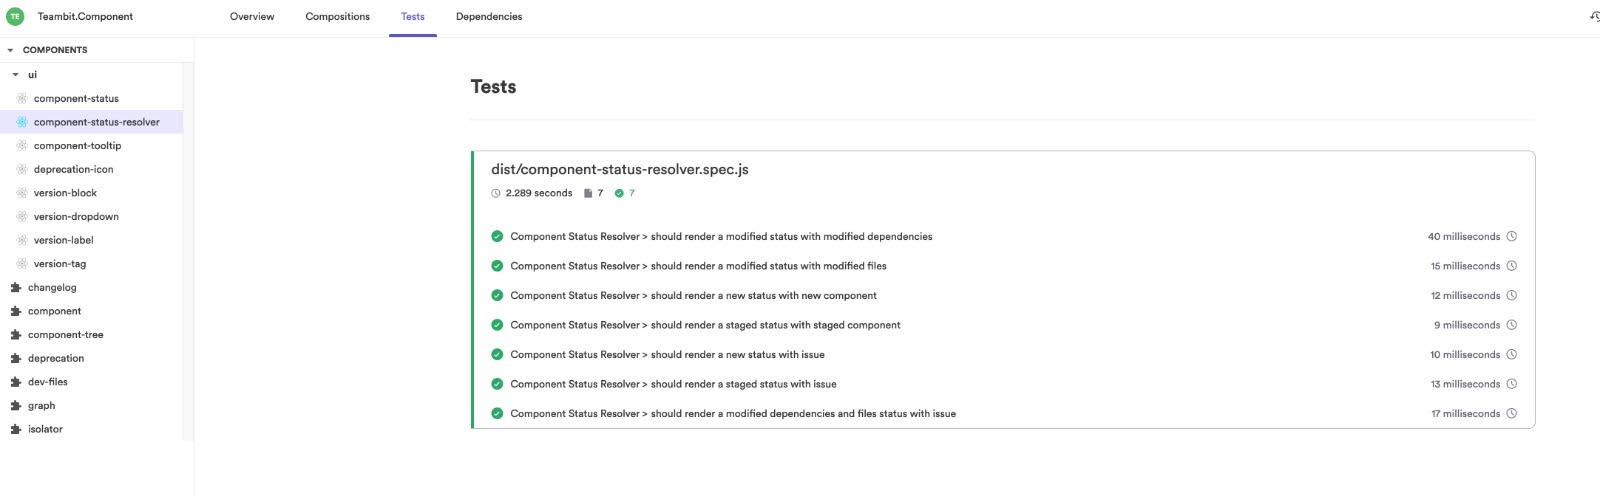 TE Teambit.Component Overview Compositions Tests Dependencies
COMPONENTS
ui
component-status
component-status-resolver
component-tooltip
deprecation-icon
version-block
version-dropdown
version-label
version-tag
changelog
component
component-tree
deprecation
dev-files
graph
isolator
Tests
dist/component-status-resolver.spec.js
2.289 seconds 7 7
Component Status Resolver > should render a modified status with modified dependencies 40 milliseconds
Component Status Resolver > should render a modified status with modified files 15 milliseconds
Component Status Resolver > should render a new status with new component 12 milliseconds
Component Status Resolver > should render a staged status with staged component 9 milliseconds
Component Status Resolver > should render a new status with issue 10 milliseconds
Component Status Resolver > should render a staged status with issue 13 milliseconds
Component Status Resolver > should render a modified dependencies and files status with issue 17 milliseconds